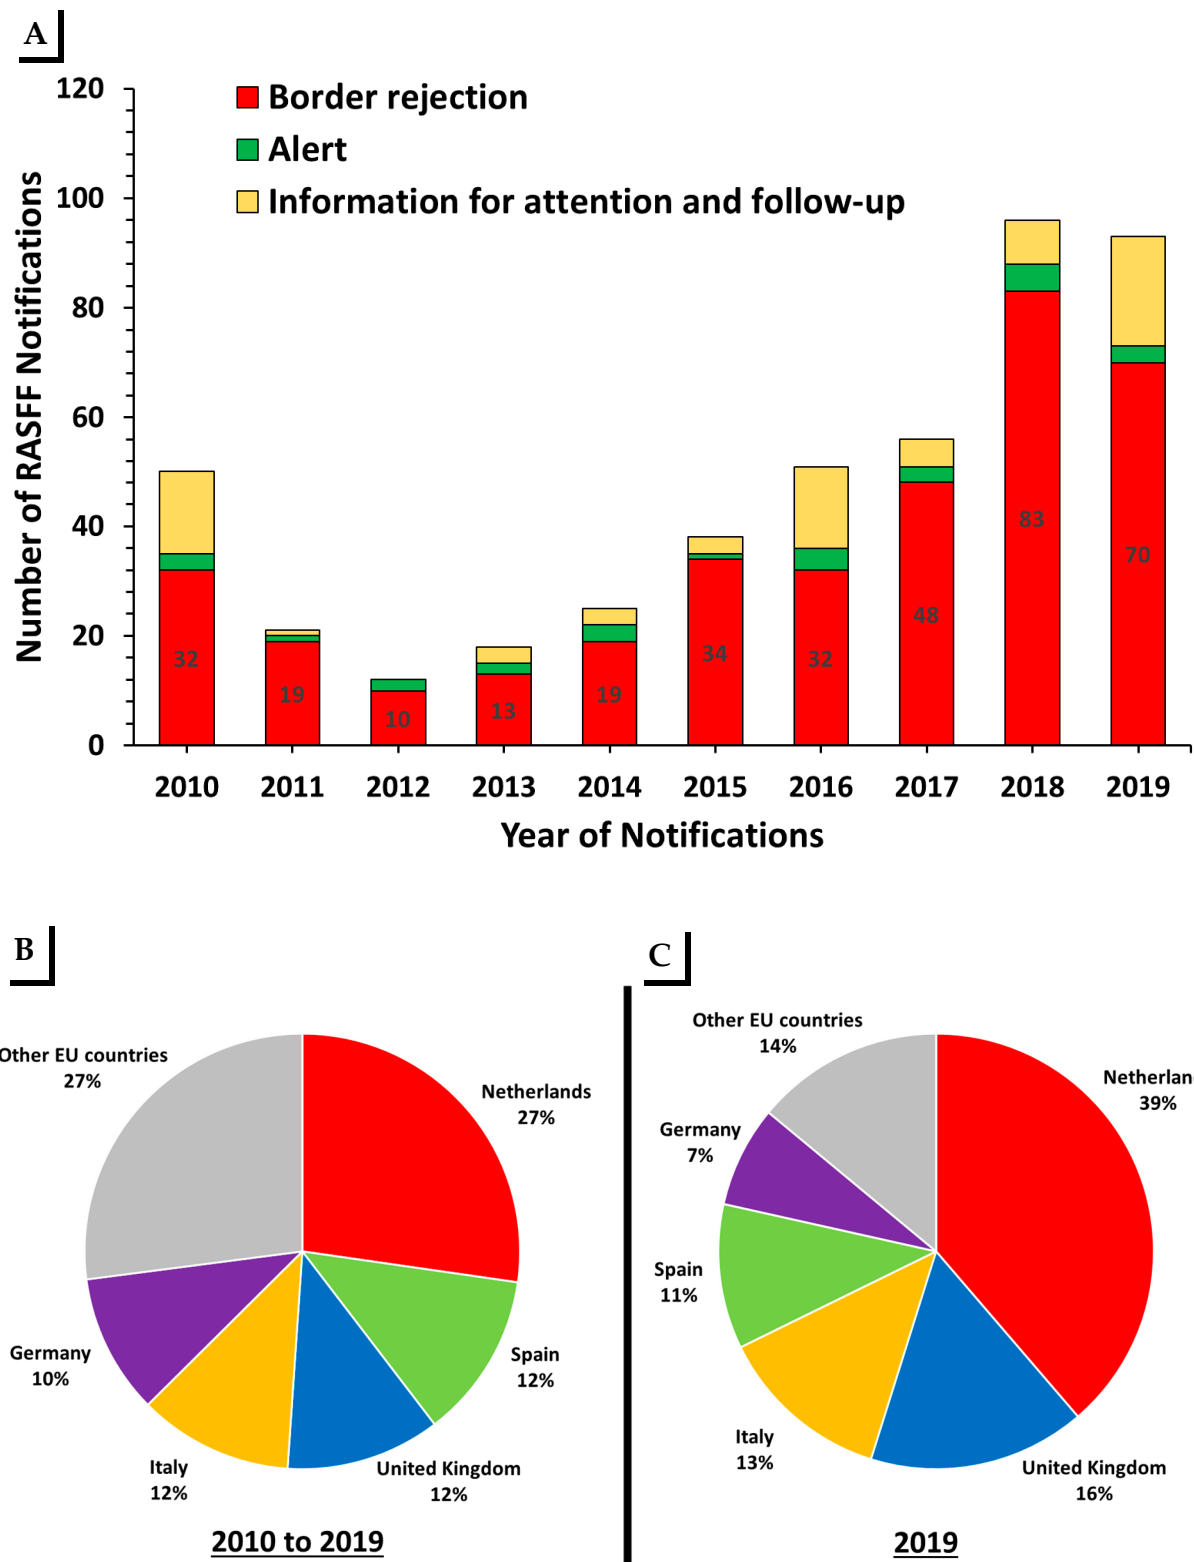 A
120
100
80
60
40
20
0
Number of RASFF Notifications
Border rejection
Alert
Information for attention and follow-up
32
19
10
13
19
34
32
48
83
70
2010 2011 2012 2013 2014 2015 2016 2017 2018 2019
Year of Notifications
B
Other EU countries
27%
Netherlands
27%
Spain
12%
United Kingdom
12%
Italy
12%
Germany
10%
2010 to 2019
C
Other EU countries
14%
Netherlan
39%
Germany
7%
Spain
11%
Italy
13%
United Kingdom
16%
2019